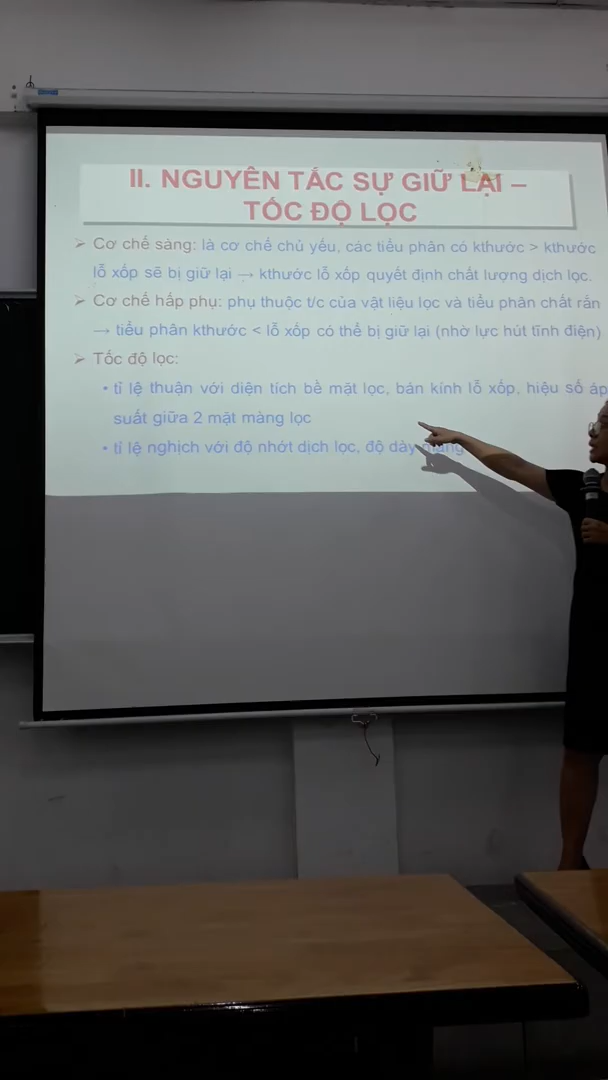 II. NGUYÊN TẮC SỰ GIỮ LẠI –
TỐC ĐỘ LỌC
➢ Cơ chế sàng: là cơ chế chủ yếu, các tiểu phân có kthước > kthước
lỗ xốp sẽ bị giữ lại → kthước lỗ xốp quyết định chất lượng dịch lọc.
➢ Cơ chế hấp phụ: phụ thuộc t/c của vật liệu lọc và tiểu phân chất rắn
→ tiểu phân kthước < lỗ xốp có thể bị giữ lại (nhờ lực hút tĩnh điện)
➢ Tốc độ lọc:
• tỉ lệ thuận với diện tích bề mặt lọc, bán kính lỗ xốp, hiệu số áp
suất giữa 2 mặt màng lọc
• tỉ lệ nghịch với độ nhớt dịch lọc, độ dày màng